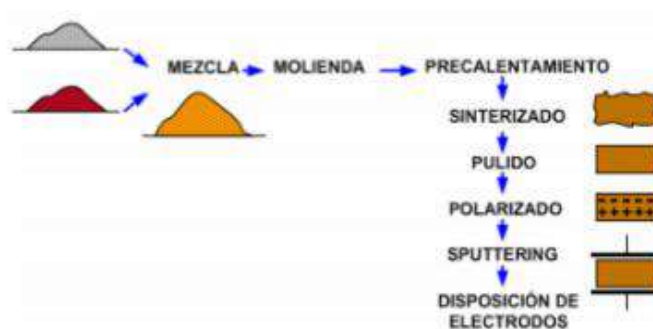 MEZCLA
MOLIENDA
PRECALENTAMIENTO
SINTERIZADO
PULIDO
POLARIZADO
SPUTTERING
DISPOSICIÓN DE
ELECTRODOS